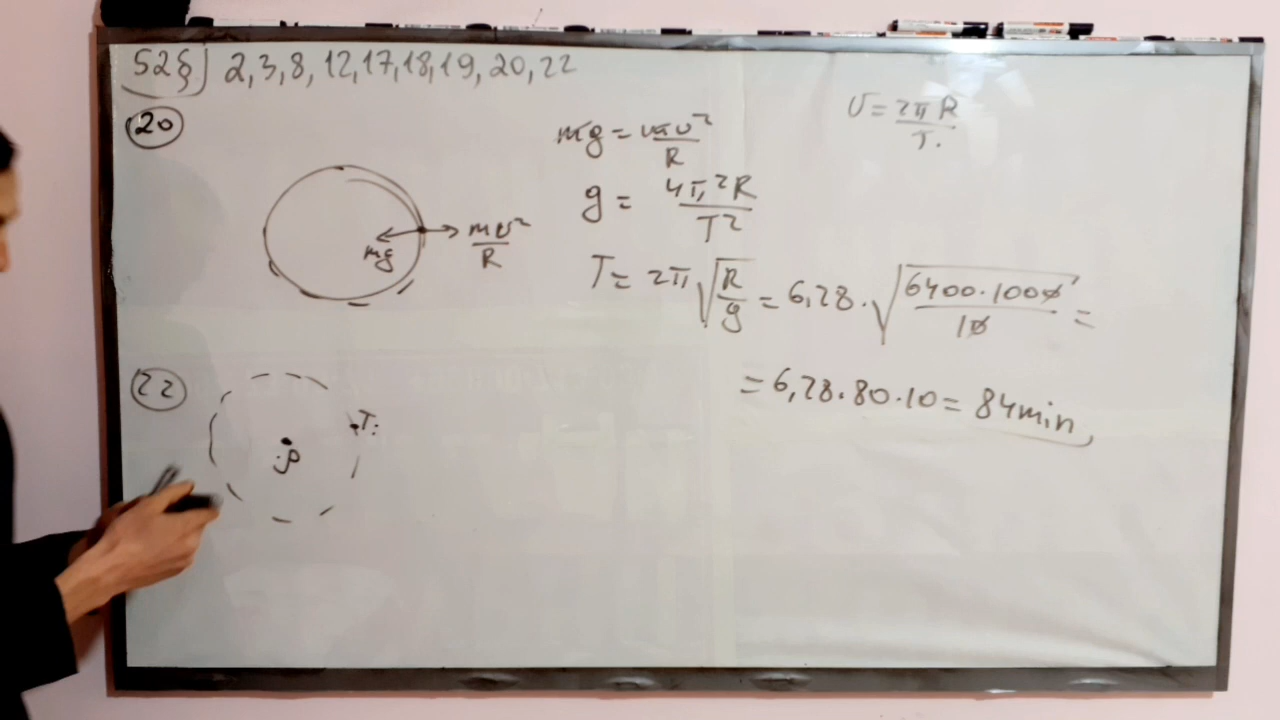 52§) 2, 3, 8, 12, 17, 18, 19, 20, 22
20
mg = mv²/R
v = 2πR/T.
g = 4π²R/T²
mg
mv²/R
T = 2π√(R/g) = 6,28 · √(6400·1000/10) =
= 6,28 · 80 · 10 = 84 min
22
T:
ρ